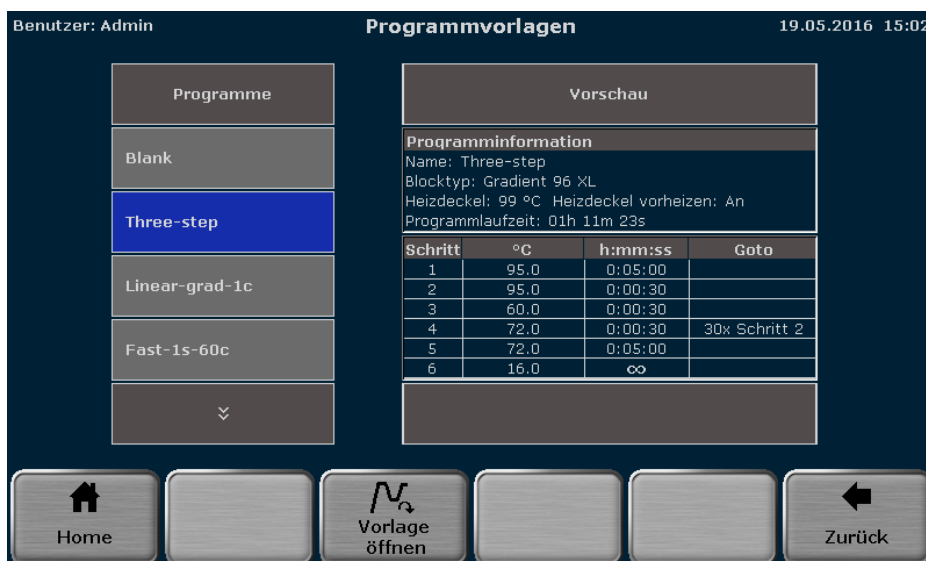 Benutzer: Admin
Programmvorlagen
19.05.2016 15:02
Programme
Blank
Three-step
Linear-grad-1c
Fast-1s-60c
Vorschau
Programminformation
Name: Three-step
Blocktyp: Gradient 96 XL
Heizdeckel: 99 °C Heizdeckel vorheizen: An
Programmlaufzeit: 01h 11m 23s
Schritt °C h:mm:ss Goto
1 95.0 0:05:00
2 95.0 0:00:30
3 60.0 0:00:30
4 72.0 0:00:30 30x Schritt 2
5 72.0 0:05:00
6 16.0 ∞
Home
Vorlage
öffnen
Zurück